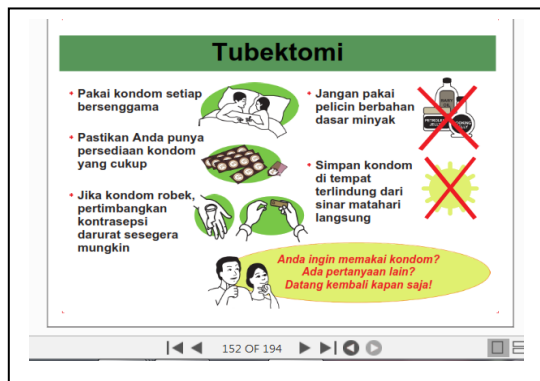 Tubektomi
• Pakai kondom setiap
bersenggama
• Pastikan Anda punya
persediaan kondom
yang cukup
• Jika kondom robek,
pertimbangkan
kontrasepsi
darurat sesegera
mungkin
• Jangan pakai
pelicin berbahan
dasar minyak
• Simpan kondom
di tempat
terlindung dari
sinar matahari
langsung
Anda ingin memakai kondom?
Ada pertanyaan lain?
Datang kembali kapan saja!
152 OF 194